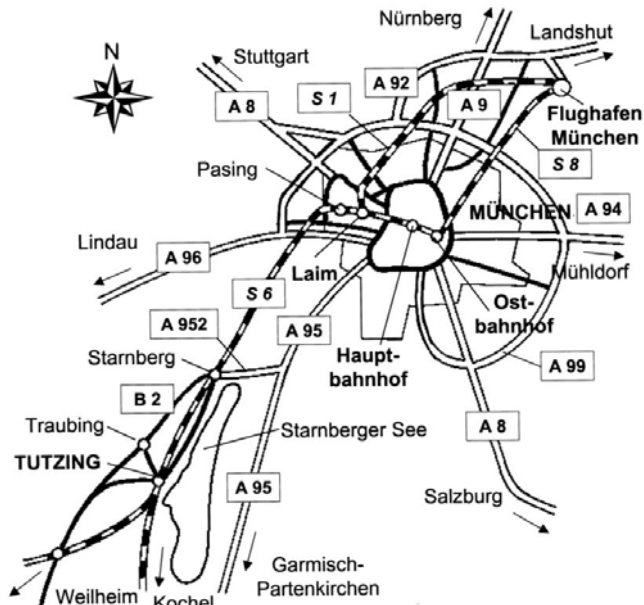 Nürnberg
Landshut
N
Stuttgart
A 92
S 1
A 9
A 8
Flughafen
München
S 8
Pasing
MÜNCHEN
A 94
Lindau
A 96
Laim
Mühldorf
S 6
Ost-
bahnhof
A 952
A 95
Haupt-
bahnhof
Starnberg
A 99
B 2
Traubing
Starnberger See
A 8
TUTZING
A 95
Salzburg
Garmisch-
Partenkirchen
Weilheim
Kochel